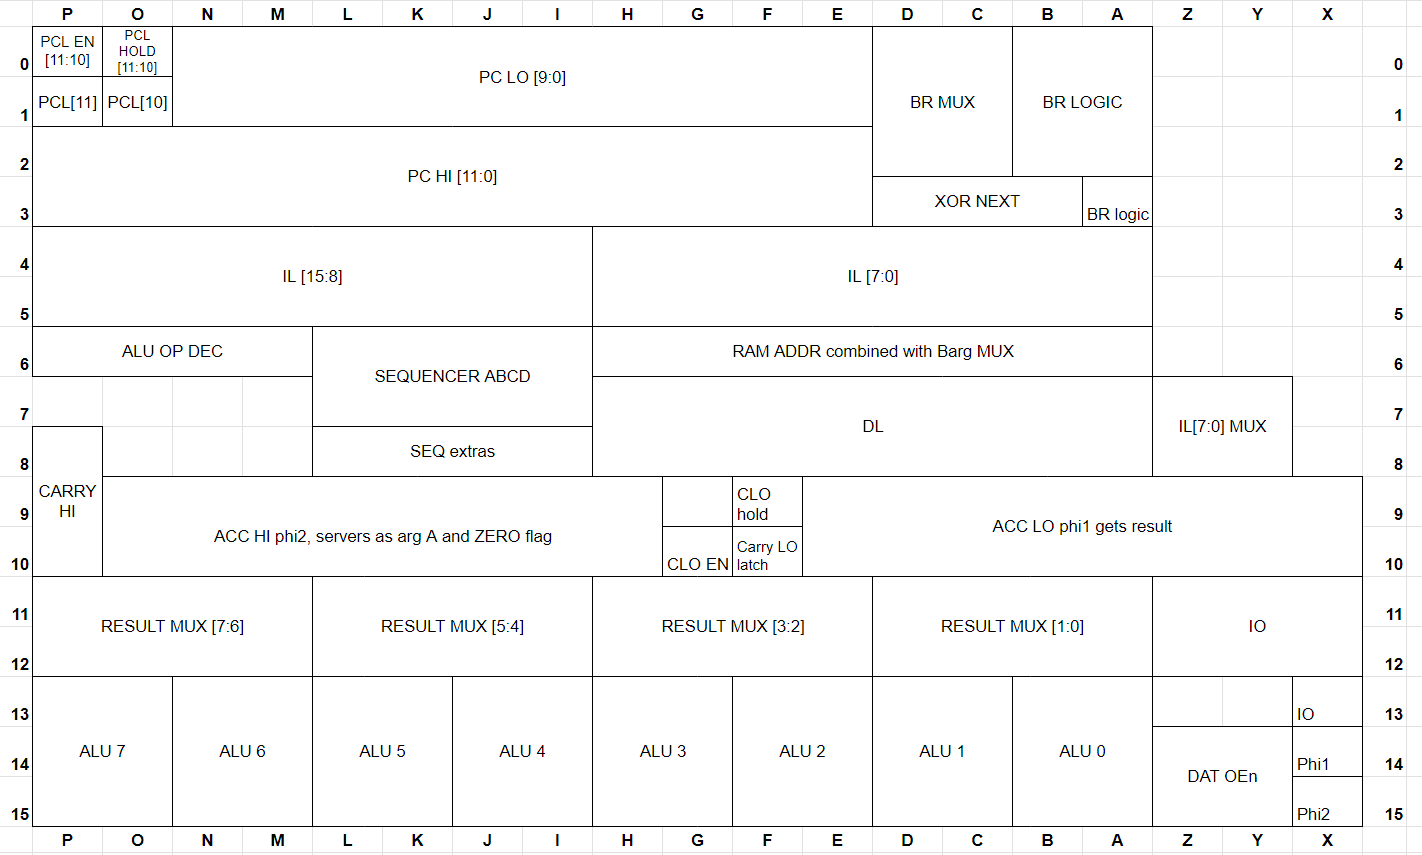 P O N M L K J I H G F E D C B A Z Y X
PCL EN
[11:10]
PCL
HOLD
[11:10]
0
PC LO [9:0]
BR MUX
BR LOGIC
0
PCL[11]
PCL[10]
1
1
2
PC HI [11:0]
2
XOR NEXT
3
BR logic
3
4
IL [15:8]
IL [7:0]
4
5
5
ALU OP DEC
RAM ADDR combined with Barg MUX
6
6
SEQUENCER ABCD
7
7
DL
IL[7:0] MUX
SEQ extras
8
8
CARRY
HI
CLO
hold
9
ACC HI phi2, servers as arg A and ZERO flag
ACC LO phi1 gets result
9
10
CLO EN
Carry LO
latch
10
11
RESULT MUX [7:6]
RESULT MUX [5:4]
RESULT MUX [3:2]
RESULT MUX [1:0]
IO
11
12
12
13
IO
13
ALU 7
ALU 6
ALU 5
ALU 4
ALU 3
ALU 2
ALU 1
ALU 0
14
DAT OEn
Phi1
14
15
Phi2
15
P O N M L K J I H G F E D C B A Z Y X